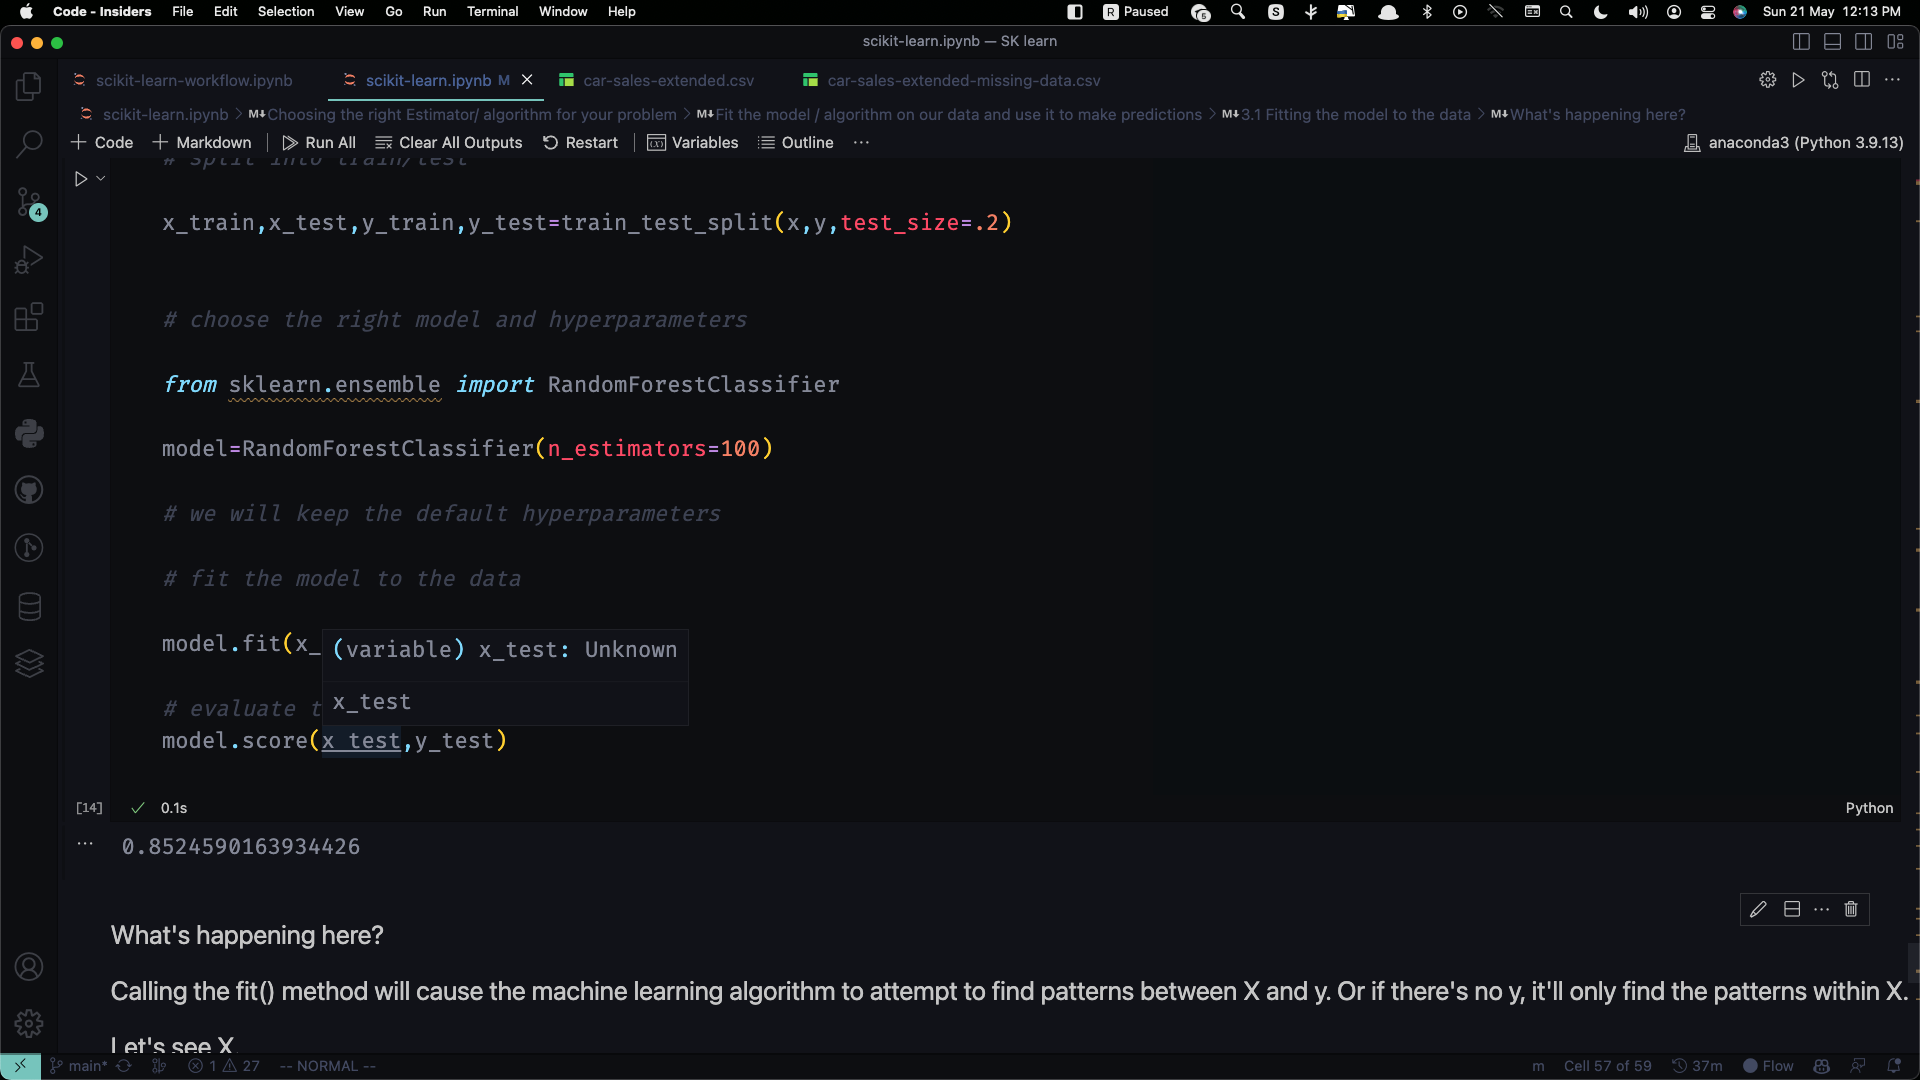 Code - Insiders File Edit Selection View Go Run Terminal Window Help R Paused 5 S Sun 21 May 12:13 PM
scikit-learn.ipynb — SK learn
scikit-learn-workflow.ipynb scikit-learn.ipynb M car-sales-extended.csv car-sales-extended-missing-data.csv
scikit-learn.ipynb > M↓Choosing the right Estimator/ algorithm for your problem > M↓Fit the model / algorithm on our data and use it to make predictions > M↓3.1 Fitting the model to the data > M↓What's happening here?
+ Code + Markdown Run All Clear All Outputs Restart Variables Outline ··· anaconda3 (Python 3.9.13)
# split into train/test
4
x_train,x_test,y_train,y_test=train_test_split(x,y,test_size=.2)
# choose the right model and hyperparameters
from sklearn.ensemble import RandomForestClassifier
model=RandomForestClassifier(n_estimators=100)
# we will keep the default hyperparameters
# fit the model to the data
model.fit(x_
(variable) x_test: Unknown
x_test
# evaluate t
model.score(x_test,y_test)
[14] ✓ 0.1s Python
··· 0.8524590163934426
What's happening here?
Calling the fit() method will cause the machine learning algorithm to attempt to find patterns between X and y. Or if there's no y, it'll only find the patterns within X.
Let's see X
main* 1 27 -- NORMAL -- m Cell 57 of 59 37m Flow